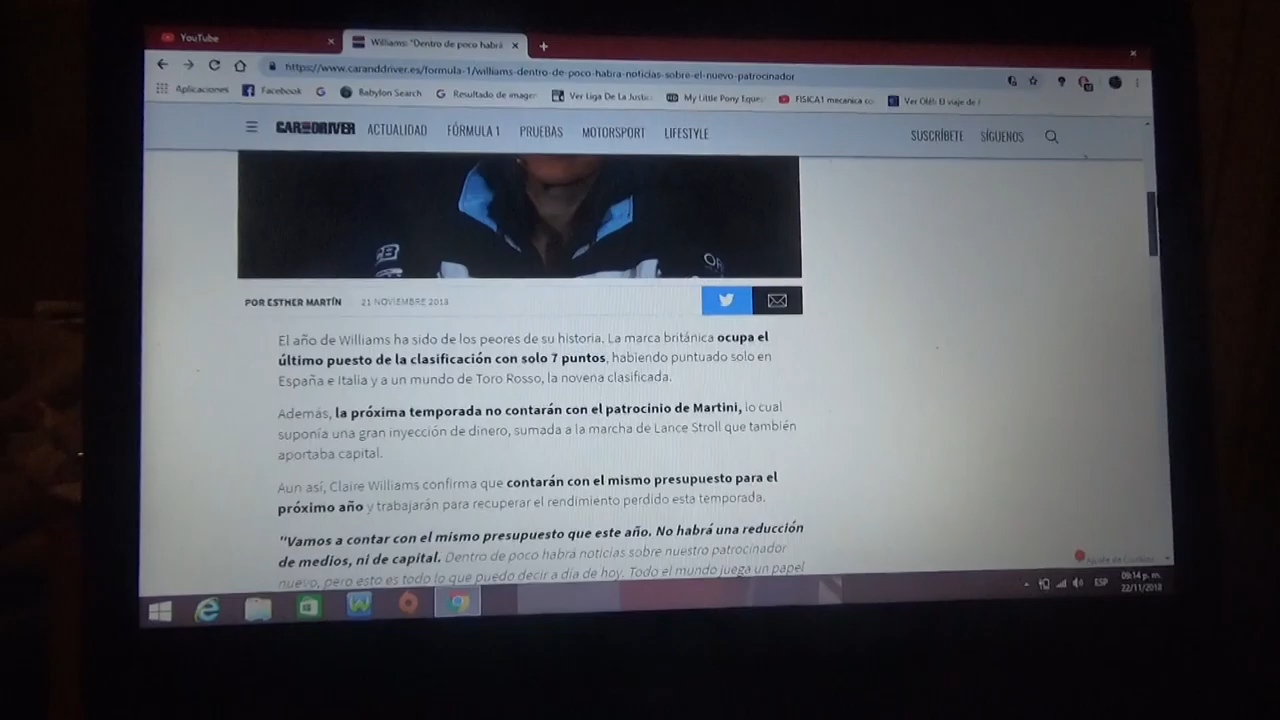 YouTube
Williams: "Dentro de poco habrá
https://www.caranddriver.es/formula-1/williams-dentro-de-poco-habra-noticias-sobre-el-nuevo-patrocinador
Aplicaciones Facebook Babylon Search Resultado de imager Ver Liga De La Justic My Little Pony Eques FISICA1 mecanica co Ver Olé! El viaje de F
CAR AND DRIVER ACTUALIDAD FÓRMULA 1 PRUEBAS MOTORSPORT LIFESTYLE SUSCRÍBETE SÍGUENOS
POR ESTHER MARTÍN 21 NOVIEMBRE 2018
El año de Williams ha sido de los peores de su historia. La marca británica ocupa el
último puesto de la clasificación con solo 7 puntos, habiendo puntuado solo en
España e Italia y a un mundo de Toro Rosso, la novena clasificada.
Además, la próxima temporada no contarán con el patrocinio de Martini, lo cual
suponía una gran inyección de dinero, sumada a la marcha de Lance Stroll que también
aportaba capital.
Aun así, Claire Williams confirma que contarán con el mismo presupuesto para el
próximo año y trabajarán para recuperar el rendimiento perdido esta temporada.
"Vamos a contar con el mismo presupuesto que este año. No habrá una reducción
de medios, ni de capital. Dentro de poco habrá noticias sobre nuestro patrocinador
nuevo, pero esto es todo lo que puedo decir a día de hoy. Todo el mundo juega un papel
ESP
09:14 p. m.
22/11/2018